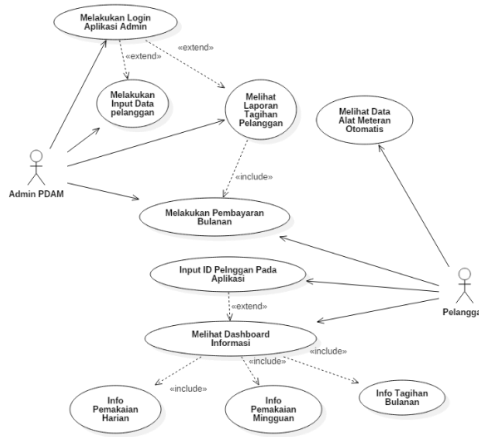 Melakukan Login
Aplikasi Admin
«extend»
«extend»
Melakukan
Input Data
pelanggan
Melihat
Laporan
Tagihan
Pelanggan
Melihat Data
Alat Meteran
Otomatis
Admin PDAM
«include»
Melakukan Pembayaran
Bulanan
Input ID Pelnggan Pada
Aplikasi
Pelangga
«extend»
Melihat Dashboard
Informasi
«include»
«include»
«include»
Info
Pemakaian
Harian
Info
Pemakaian
Mingguan
Info Tagihan
Bulanan